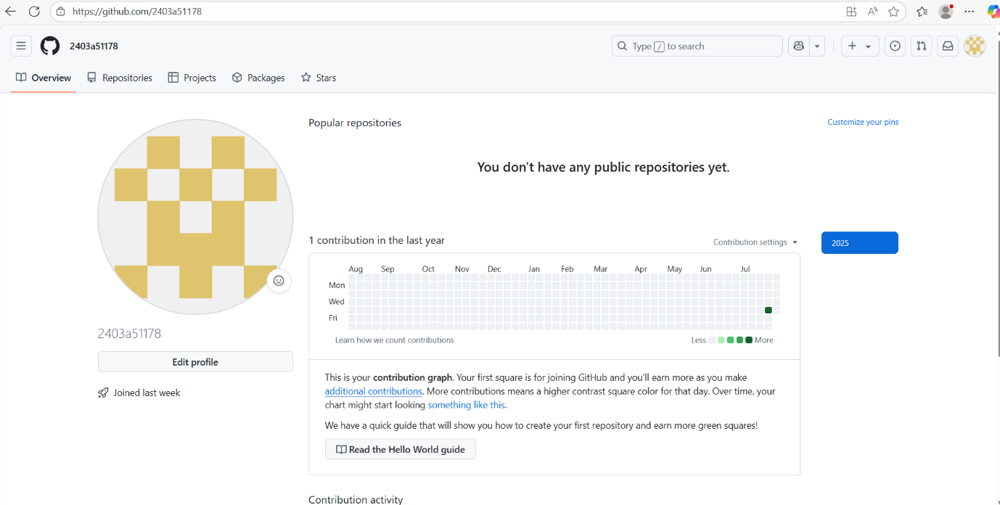 https://github.com/2403a51178
2403a51178
Type / to search
Overview Repositories Projects Packages Stars
Popular repositories
Customize your pins
You don't have any public repositories yet.
1 contribution in the last year
Contribution settings
2025
Aug Sep Oct Nov Dec Jan Feb Mar Apr May Jun Jul
Mon
Wed
Fri
Learn how we count contributions
Less More
2403a51178
Edit profile
Joined last week
This is your contribution graph. Your first square is for joining GitHub and you'll earn more as you make
additional contributions. More contributions means a higher contrast square color for that day. Over time, your
chart might start looking something like this.
We have a quick guide that will show you how to create your first repository and earn more green squares!
Read the Hello World guide
Contribution activity